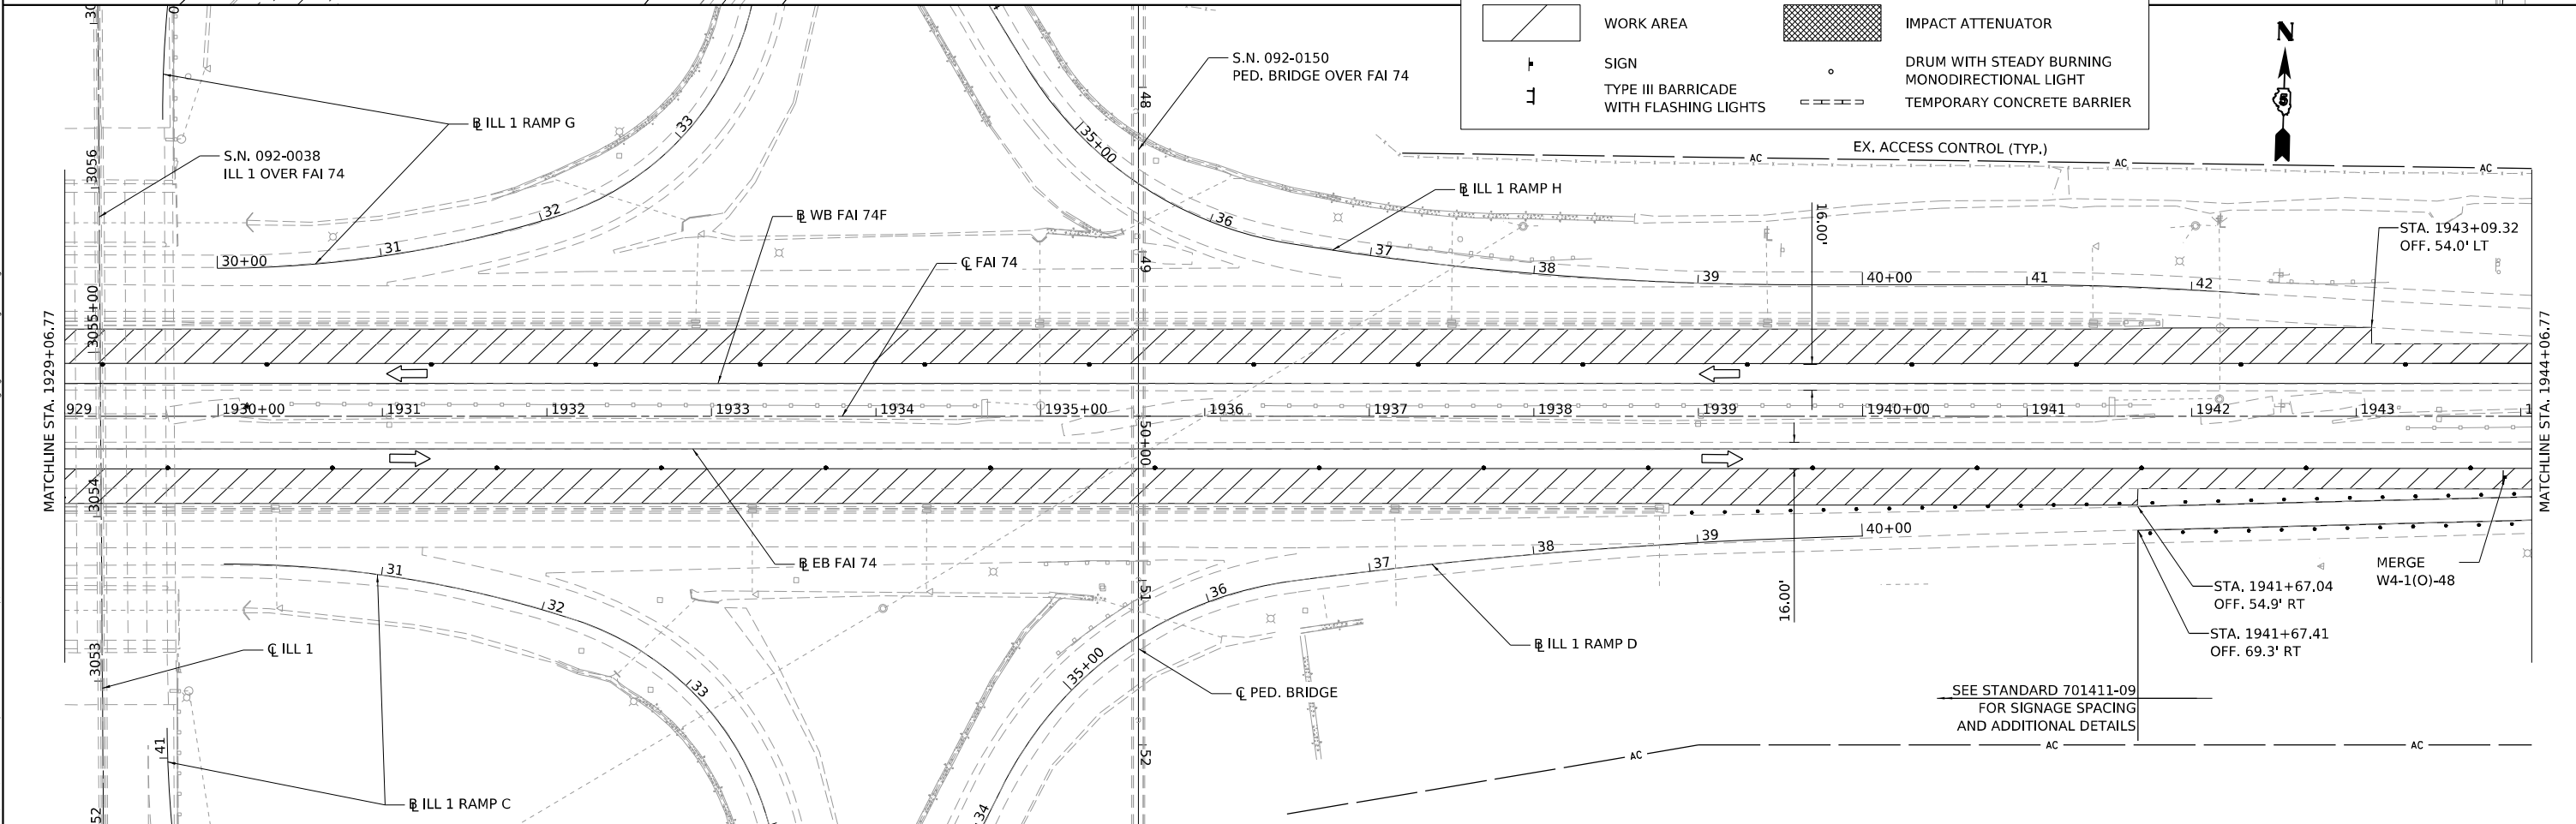 WORK AREA
IMPACT ATTENUATOR
SIGN
DRUM WITH STEADY BURNING
MONODIRECTIONAL LIGHT
TYPE III BARRICADE
WITH FLASHING LIGHTS
TEMPORARY CONCRETE BARRIER
N
5
S.N. 092-0150
PED. BRIDGE OVER FAI 74
48
33
35+00
℄ ILL 1 RAMP G
S.N. 092-0038
ILL 1 OVER FAI 74
3056
EX. ACCESS CONTROL (TYP.)
AC
AC
AC
B̲L ILL 1 RAMP H
B̲L WB FAI 74F
32
31
30+00
36
37
38
39
40+00
41
42
49
16.00'
STA. 1943+09.32
OFF. 54.0' LT
℄ FAI 74
3055+00
MATCHLINE STA. 1929+06.77
MATCHLINE STA. 1944+06.77
929
1930+00
1931
1932
1933
1934
1935+00
1936
1937
1938
1939
1940+00
1941
1942
1943
1
50+00
3054
40+00
39
38
37
36
BL EB FAI 74
31
32
33
51
MERGE
W4-1(O)-48
STA. 1941+67.04
OFF. 54.9' RT
16.00'
STA. 1941+67.41
OFF. 69.3' RT
℄ ILL 1
3053
BL ILL 1 RAMP D
35+00
℄ PED. BRIDGE
SEE STANDARD 701411-09
FOR SIGNAGE SPACING
AND ADDITIONAL DETAILS
41
52
AC
AC
AC
BL ILL 1 RAMP C
34
52